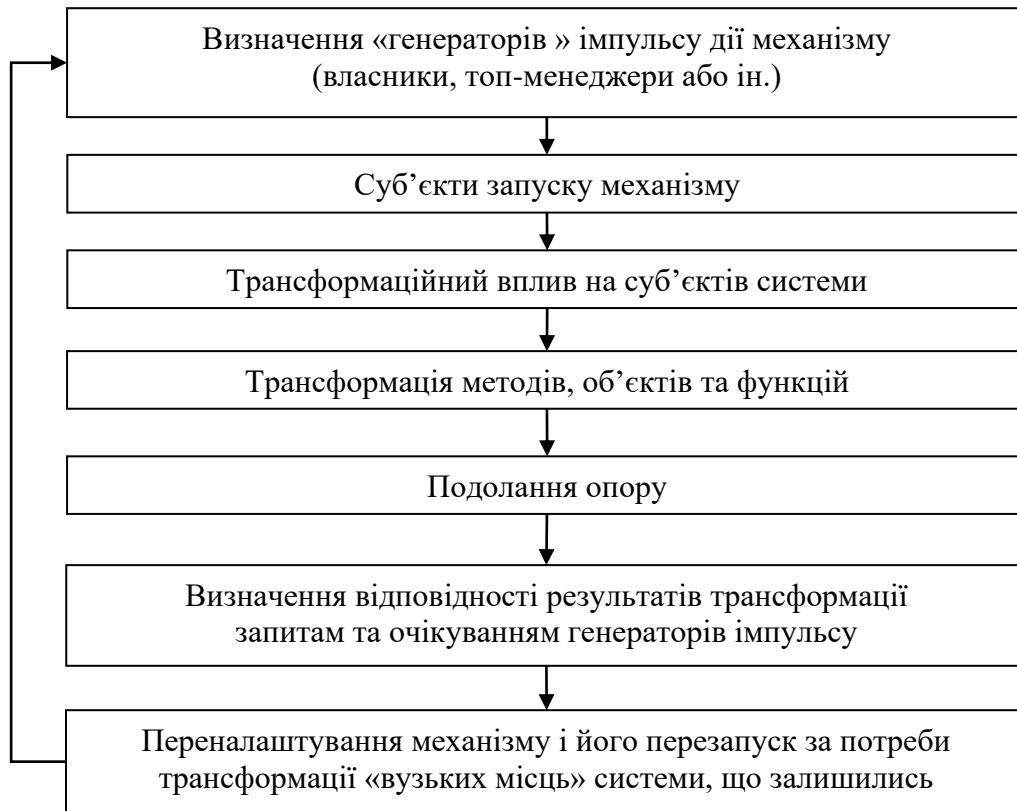 Визначення «генераторів » імпульсу дії механізму
(власники, топ-менеджери або ін.)
Суб’єкти запуску механізму
Трансформаційний вплив на суб’єктів системи
Трансформація методів, об’єктів та функцій
Подолання опору
Визначення відповідності результатів трансформації
запитам та очікуванням генераторів імпульсу
Переналаштування механізму і його перезапуск за потреби
трансформації «вузьких місць» системи, що залишились